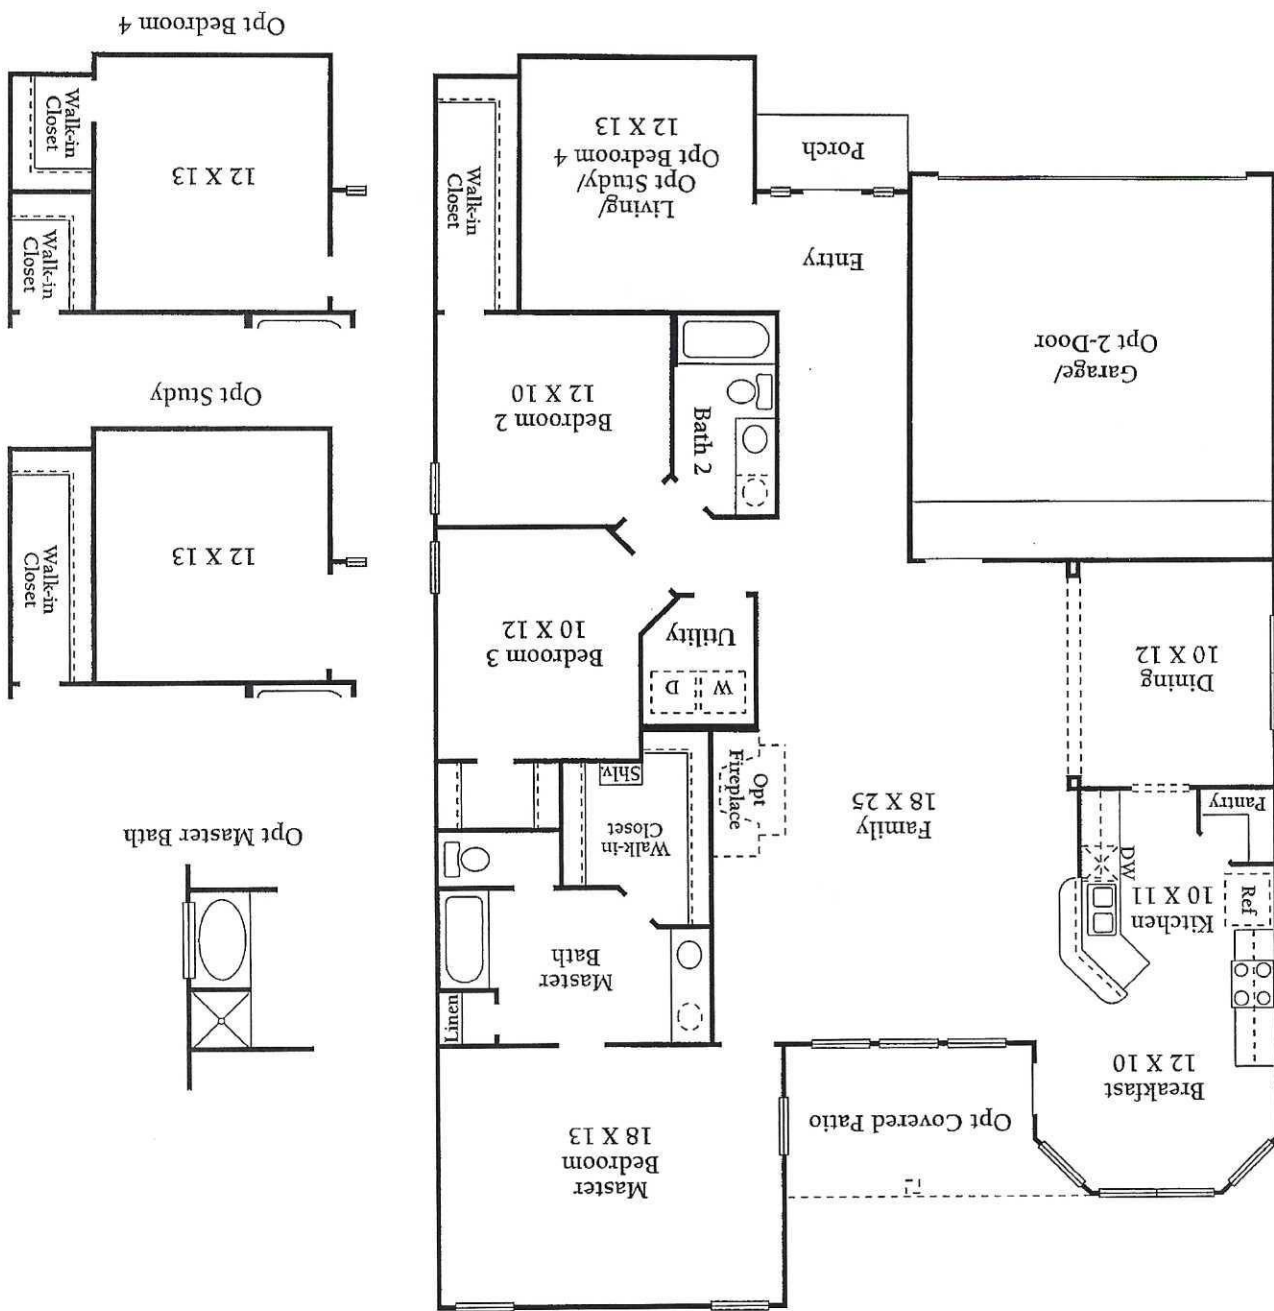 Master
Bedroom
18 X 13
Opt Covered Patio
Breakfast
12 X 10
Linen
Master
Bath
Kitchen
10 X 11
Ref
DW
Pantry
Walk-in
Closet
Shlv.
Opt
Fireplace
Family
18 X 25
Dining
10 X 12
W
D
Utility
Bedroom 3
10 X 12
Bath 2
Bedroom 2
12 X 10
Garage/
Opt 2-Door
Entry
Porch
Walk-in
Closet
Living/
Opt Study/
Opt Bedroom 4
12 X 13
Opt Master Bath
12 X 13
Walk-in
Closet
Opt Study
12 X 13
Walk-in
Closet
Walk-in
Closet
Opt Bedroom 4